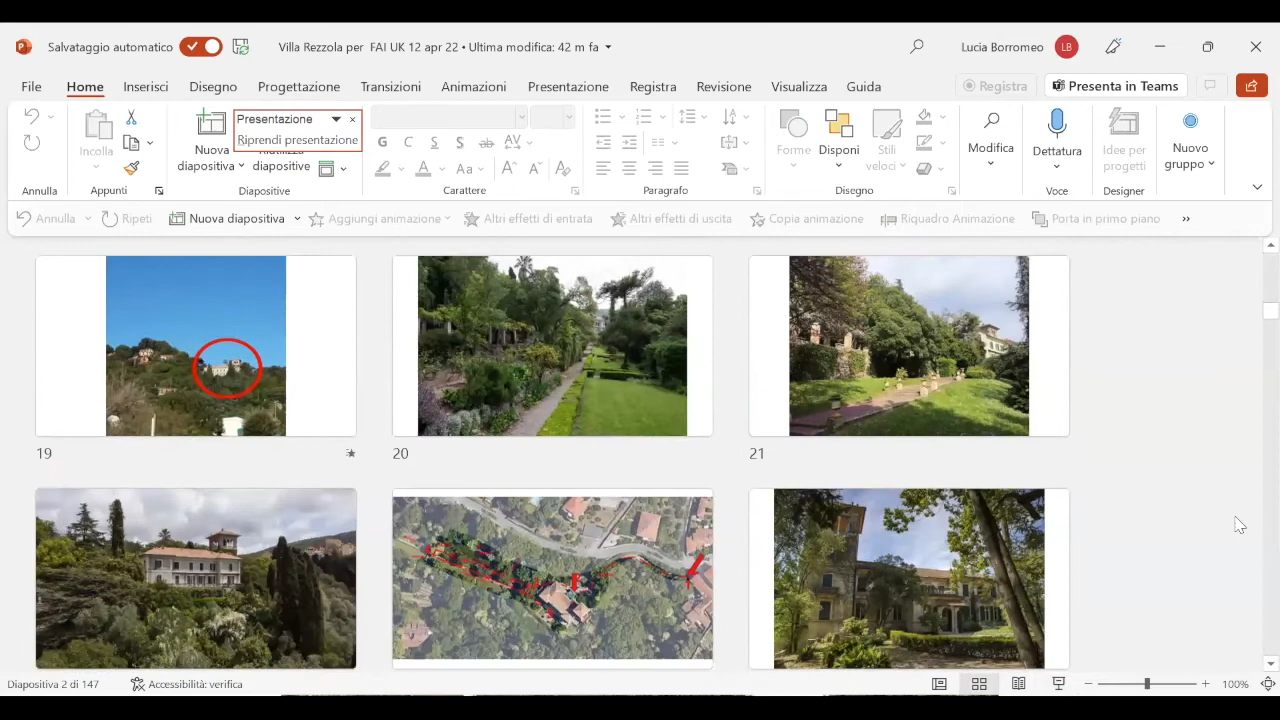 Salvataggio automatico
Villa Rezzola per FAI UK 12 apr 22 • Ultima modifica: 42 m fa
Lucia Borromeo
LB
File Home Inserisci Disegno Progettazione Transizioni Animazioni Presentazione Registra Revisione Visualizza Guida
Registra
Presenta in Teams
Presentazione
Riprendi presentazione
Incolla
Nuova
diapositiva
diapositive
G C S S ab AV
A Aa A A A
Forme
Disponi
Stili
veloci
Modifica
Dettatura
Idee per
progetti
Nuovo
gruppo
Annulla Appunti Diapositive Carattere Paragrafo Disegno Voce Designer
Annulla Ripeti Nuova diapositiva Aggiungi animazione Altri effetti di entrata Altri effetti di uscita Copia animazione Riquadro Animazione Porta in primo piano
19
20
21
Diapositiva 2 di 147 Accessibilità: verifica 100%